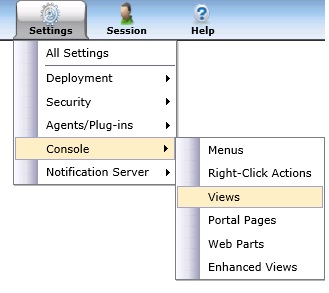 Settings
Session
Help
All Settings
Deployment
Security
Agents/Plug-ins
Console
Notification Server
Menus
Right-Click Actions
Views
Portal Pages
Web Parts
Enhanced Views